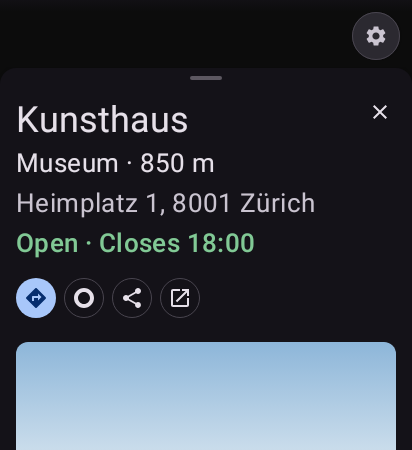 Kunsthaus
Museum · 850 m
Heimplatz 1, 8001 Zürich
Open · Closes 18:00